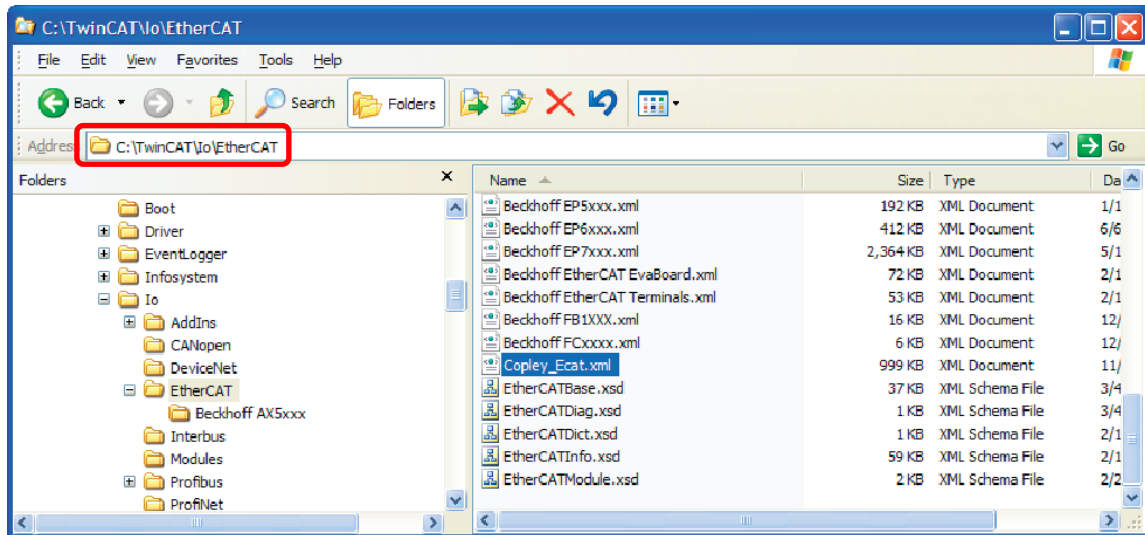 C:\TwinCAT\Io\EtherCAT
File Edit View Favorites Tools Help
Back Search Folders
Address C:\TwinCAT\Io\EtherCAT Go
Folders
Boot
Driver
EventLogger
Infosystem
Io
AddIns
CANopen
DeviceNet
EtherCAT
Beckhoff AX5xxx
Interbus
Modules
Profibus
ProfiNet
Name Size Type Da
Beckhoff EP5xxx.xml 192 KB XML Document 1/1
Beckhoff EP6xxx.xml 412 KB XML Document 6/6
Beckhoff EP7xxx.xml 2,364 KB XML Document 5/1
Beckhoff EtherCAT EvaBoard.xml 72 KB XML Document 2/1
Beckhoff EtherCAT Terminals.xml 53 KB XML Document 2/1
Beckhoff FB1XXX.xml 16 KB XML Document 12/
Beckhoff FCxxxx.xml 6 KB XML Document 12/
Copley_Ecat.xml 999 KB XML Document 11/
EtherCATBase.xsd 37 KB XML Schema File 3/4
EtherCATDiag.xsd 1 KB XML Schema File 3/4
EtherCATDict.xsd 1 KB XML Schema File 2/1
EtherCATInfo.xsd 59 KB XML Schema File 2/1
EtherCATModule.xsd 2 KB XML Schema File 2/2